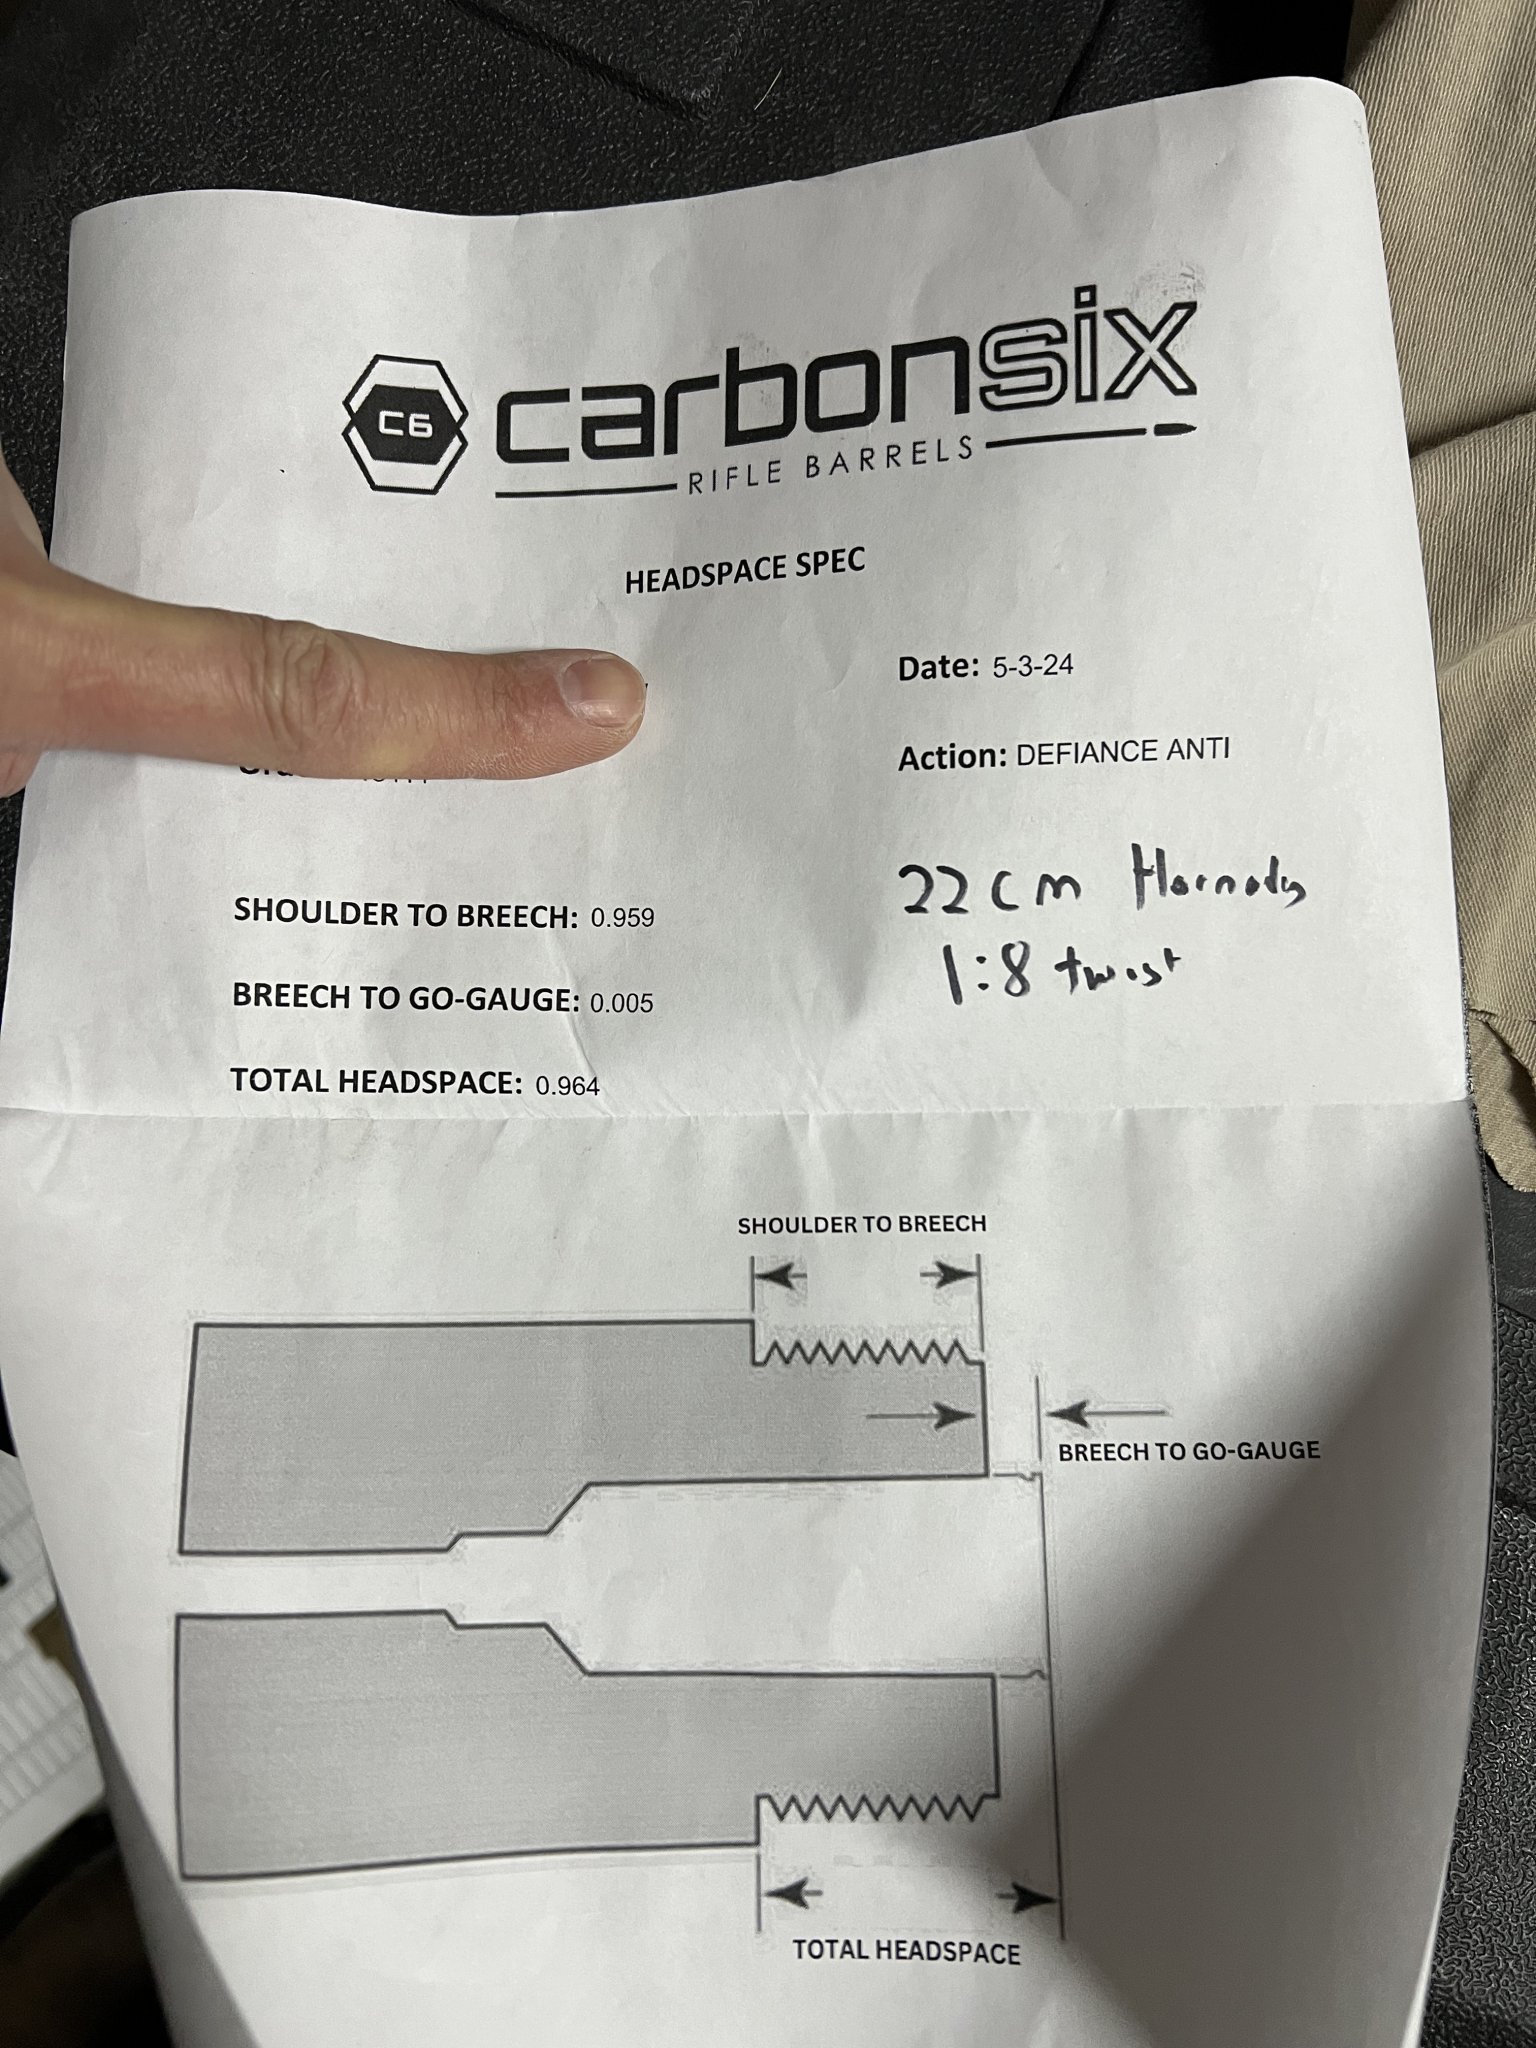 C6 carbonsix
RIFLE BARRELS
HEADSPACE SPEC
Date: 5-3-24
Action: DEFIANCE ANTI
22 cm Hornady
1:8 twist
SHOULDER TO BREECH: 0.959
BREECH TO GO-GAUGE: 0.005
TOTAL HEADSPACE: 0.964
SHOULDER TO BREECH
BREECH TO GO-GAUGE
TOTAL HEADSPACE